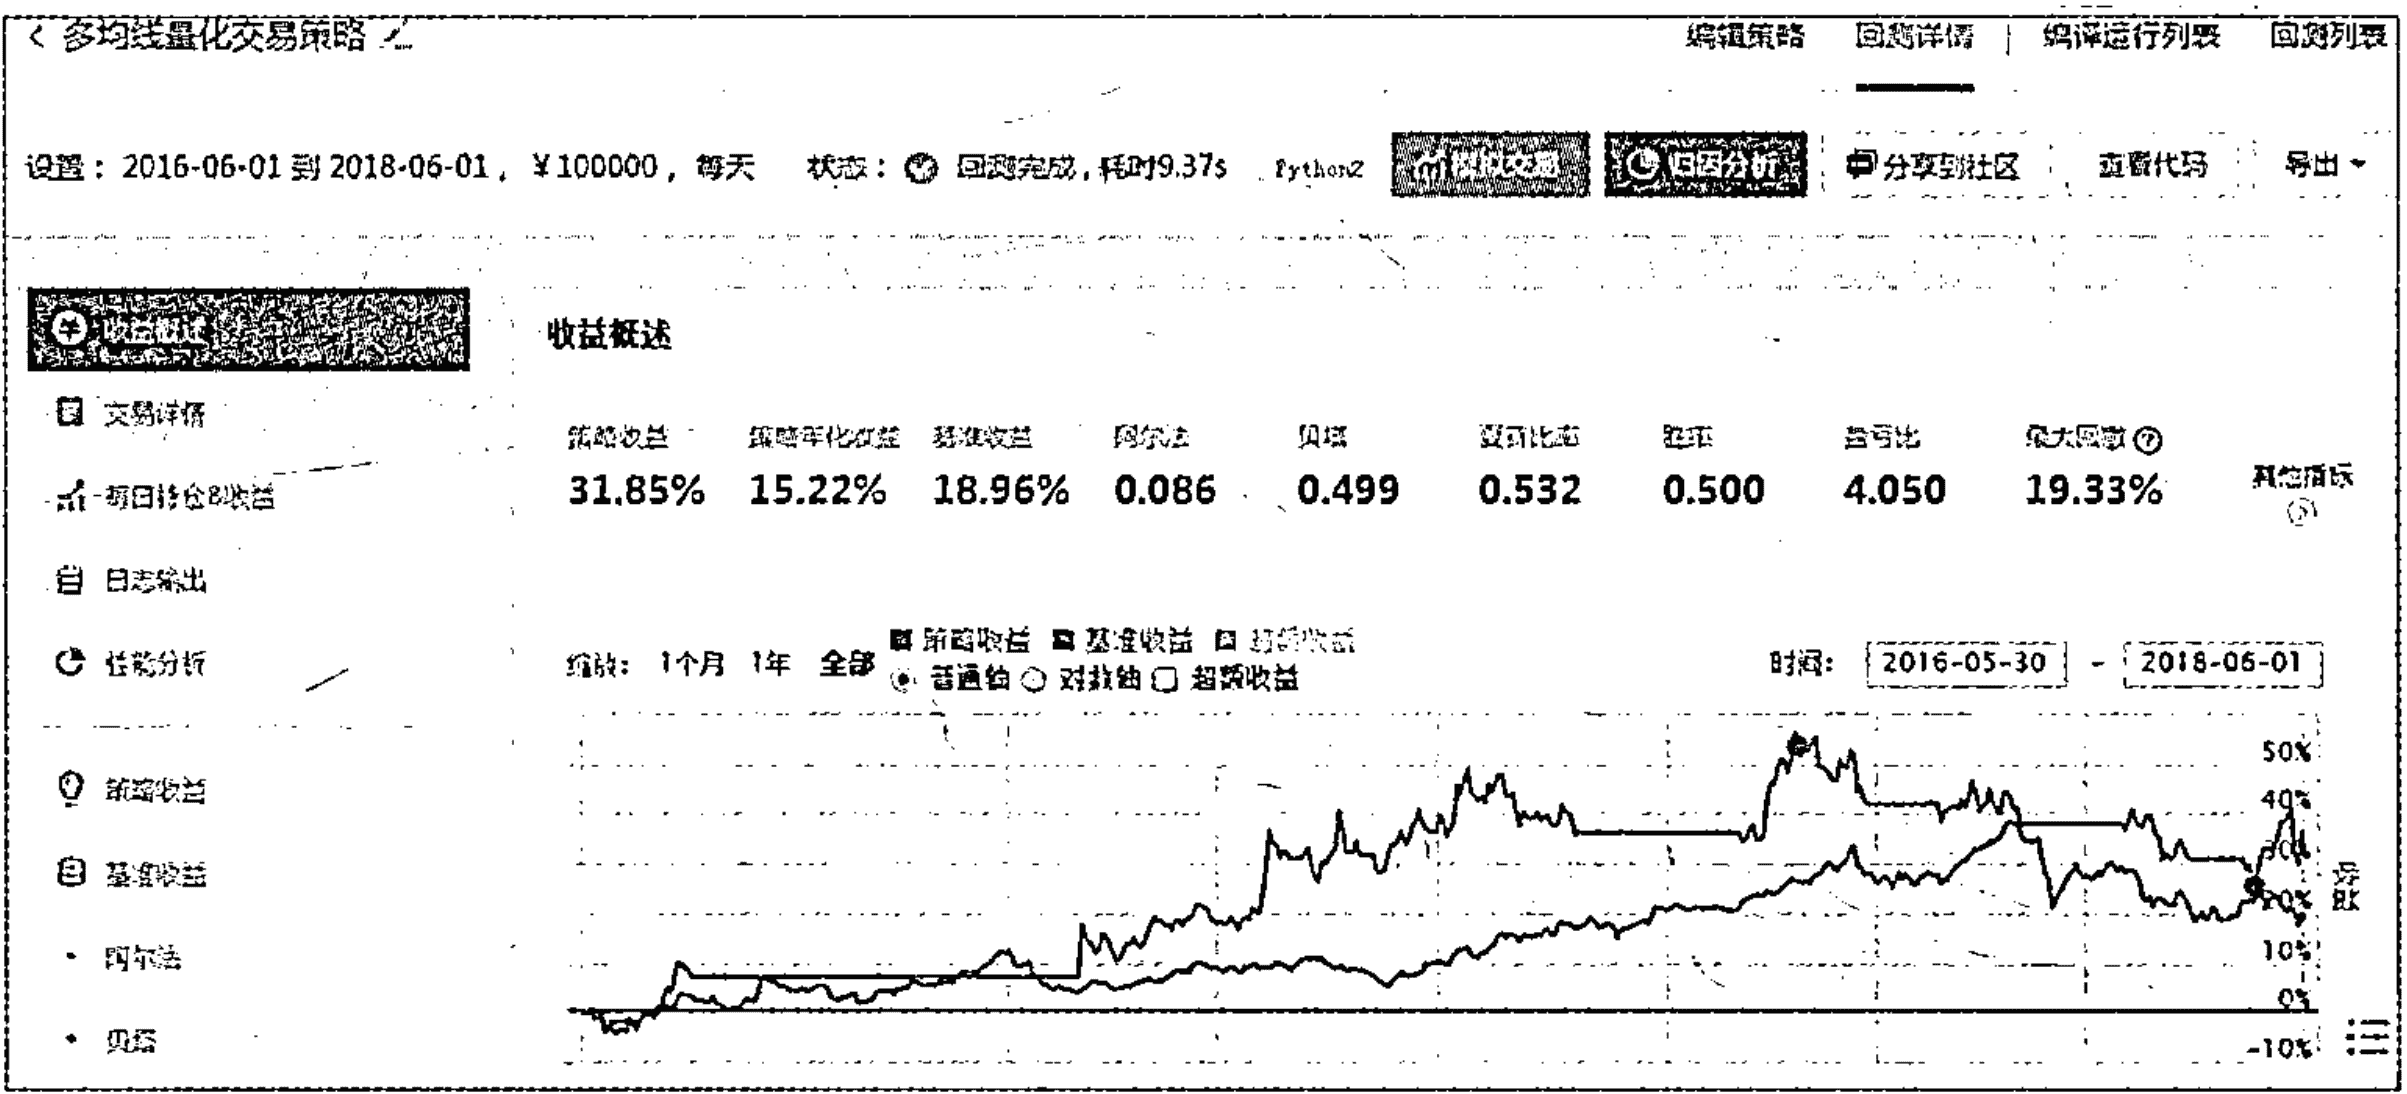 < 多均线量化交易策略
编辑策略 回测详情 | 编译运行列表 回测列表
设置： 2016-06-01 到 2018-06-01， ￥100000， 每天 状态： 回测完成，耗时9.37s Python2 模拟交易 归因分析 分享到社区 查看代码 导出
收益概述
交易详情
每日持仓&收益
日志输出
性能分析
策略收益
基准收益
阿尔法
贝塔
收益概述
策略收益 策略年化收益 基准收益 阿尔法 贝塔 夏普比率 胜率 盈亏比 最大回撤
31.85% 15.22% 18.96% 0.086 0.499 0.532 0.500 4.050 19.33%
其他指标
策略收益 基准收益 超额收益
缩放： 1个月 1年 全部 普通轴 对数轴 超额收益
时间： 2016-05-30 - 2018-06-01
50%
40%
30%
20%
10%
0%
-10%